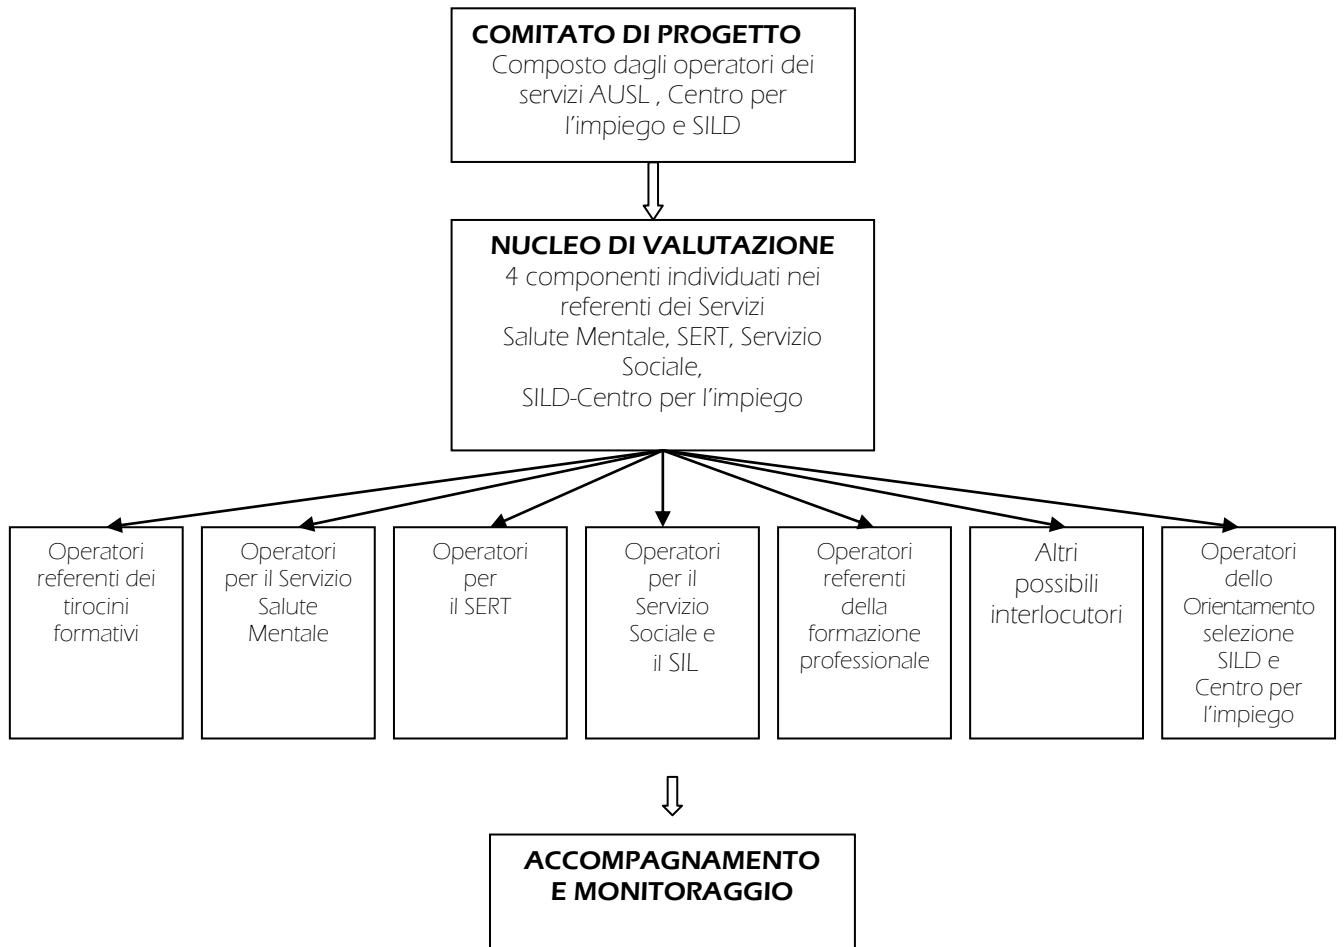 COMITATO DI PROGETTO
Composto dagli operatori dei
servizi AUSL , Centro per
l'impiego e SILD
NUCLEO DI VALUTAZIONE
4 componenti individuati nei
referenti dei Servizi
Salute Mentale, SERT, Servizio
Sociale,
SILD-Centro per l'impiego
Operatori
referenti dei
tirocini
formativi
Operatori
per il Servizio
Salute
Mentale
Operatori
per
il SERT
Operatori
per il
Servizio
Sociale e
il SIL
Operatori
referenti
della
formazione
professionale
Altri
possibili
interlocutori
Operatori
dello
Orientamento
selezione
SILD e
Centro per
l'impiego
ACCOMPAGNAMENTO
E MONITORAGGIO